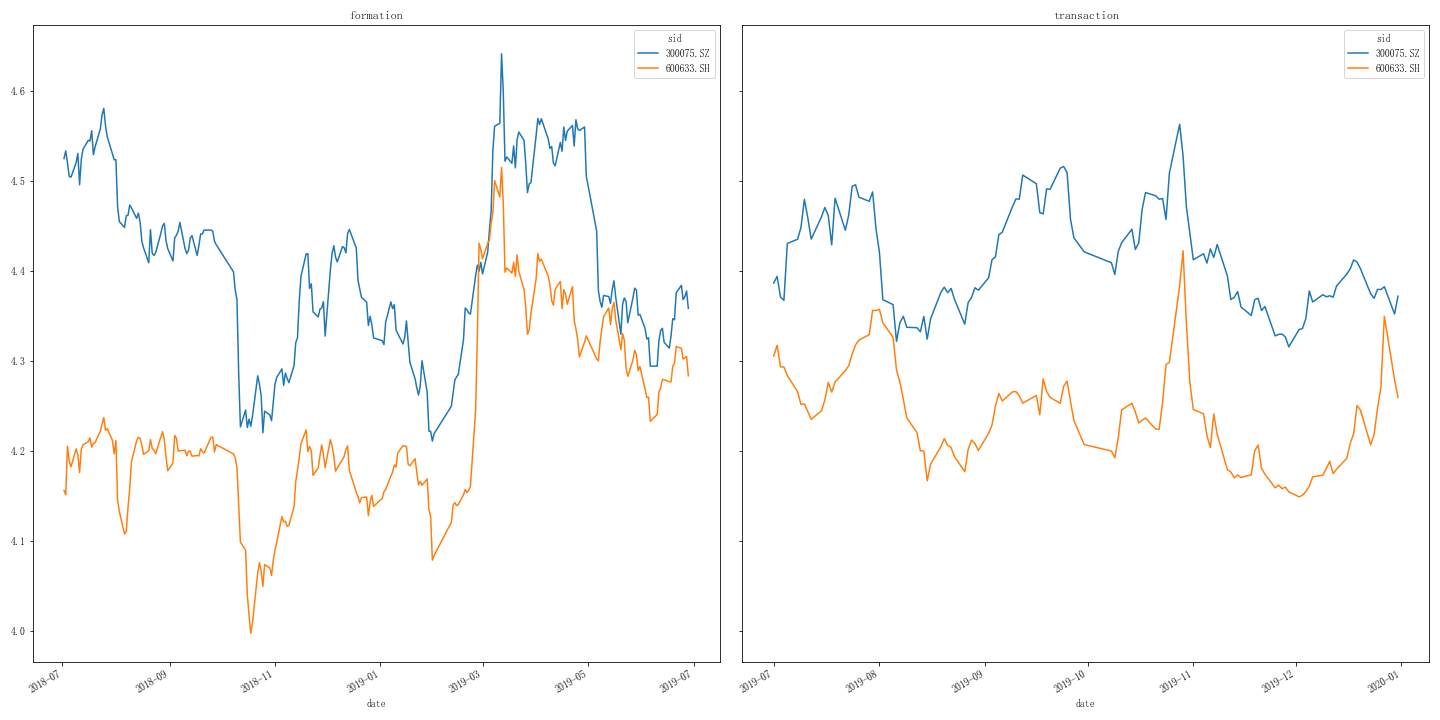 formation
sid
300075.SZ
600633.SH
4.6
4.5
4.4
4.3
4.2
4.1
4.0
2018-07
2018-09
2018-11
2019-01
2019-03
2019-05
2019-07
date
transaction
sid
300075.SZ
600633.SH
2019-07
2019-08
2019-09
2019-10
2019-11
2019-12
2020-01
date